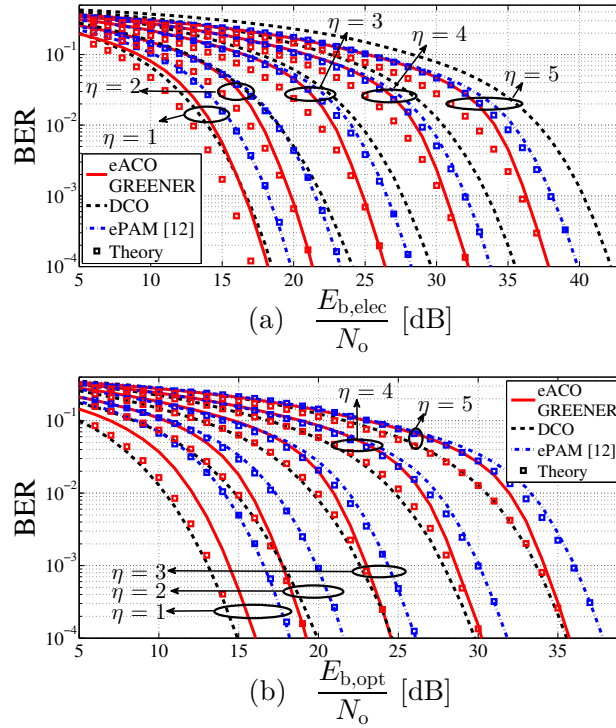 10⁻¹
10⁻²
10⁻³
10⁻⁴
BER
η = 1
η = 2
η = 3
η = 4
η = 5
eACO
GREENER
DCO
ePAM [12]
Theory
5 10 15 20 25 30 35 40
(a) E_b,elec / N_o [dB]
10⁻¹
10⁻²
10⁻³
10⁻⁴
BER
η = 4
η = 5
η = 3
η = 2
η = 1
eACO
GREENER
DCO
ePAM [12]
Theory
5 10 15 20 25 30 35
(b) E_b,opt / N_o [dB]